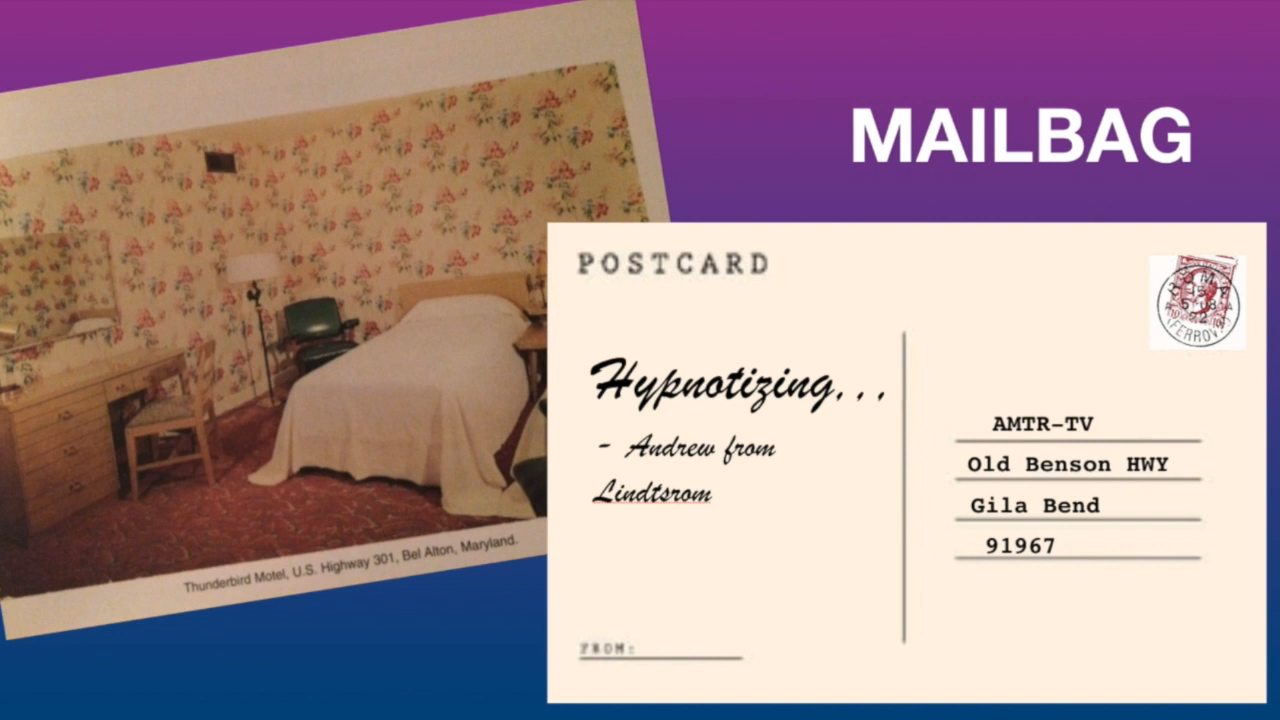 MAILBAG
POSTCARD
Hypnotizing...
- Andrew from
Lindtsrom
AMTR-TV
Old Benson HWY
Gila Bend
91967
FROM:
Thunderbird Motel, U.S. Highway 301, Bel Alton, Maryland.